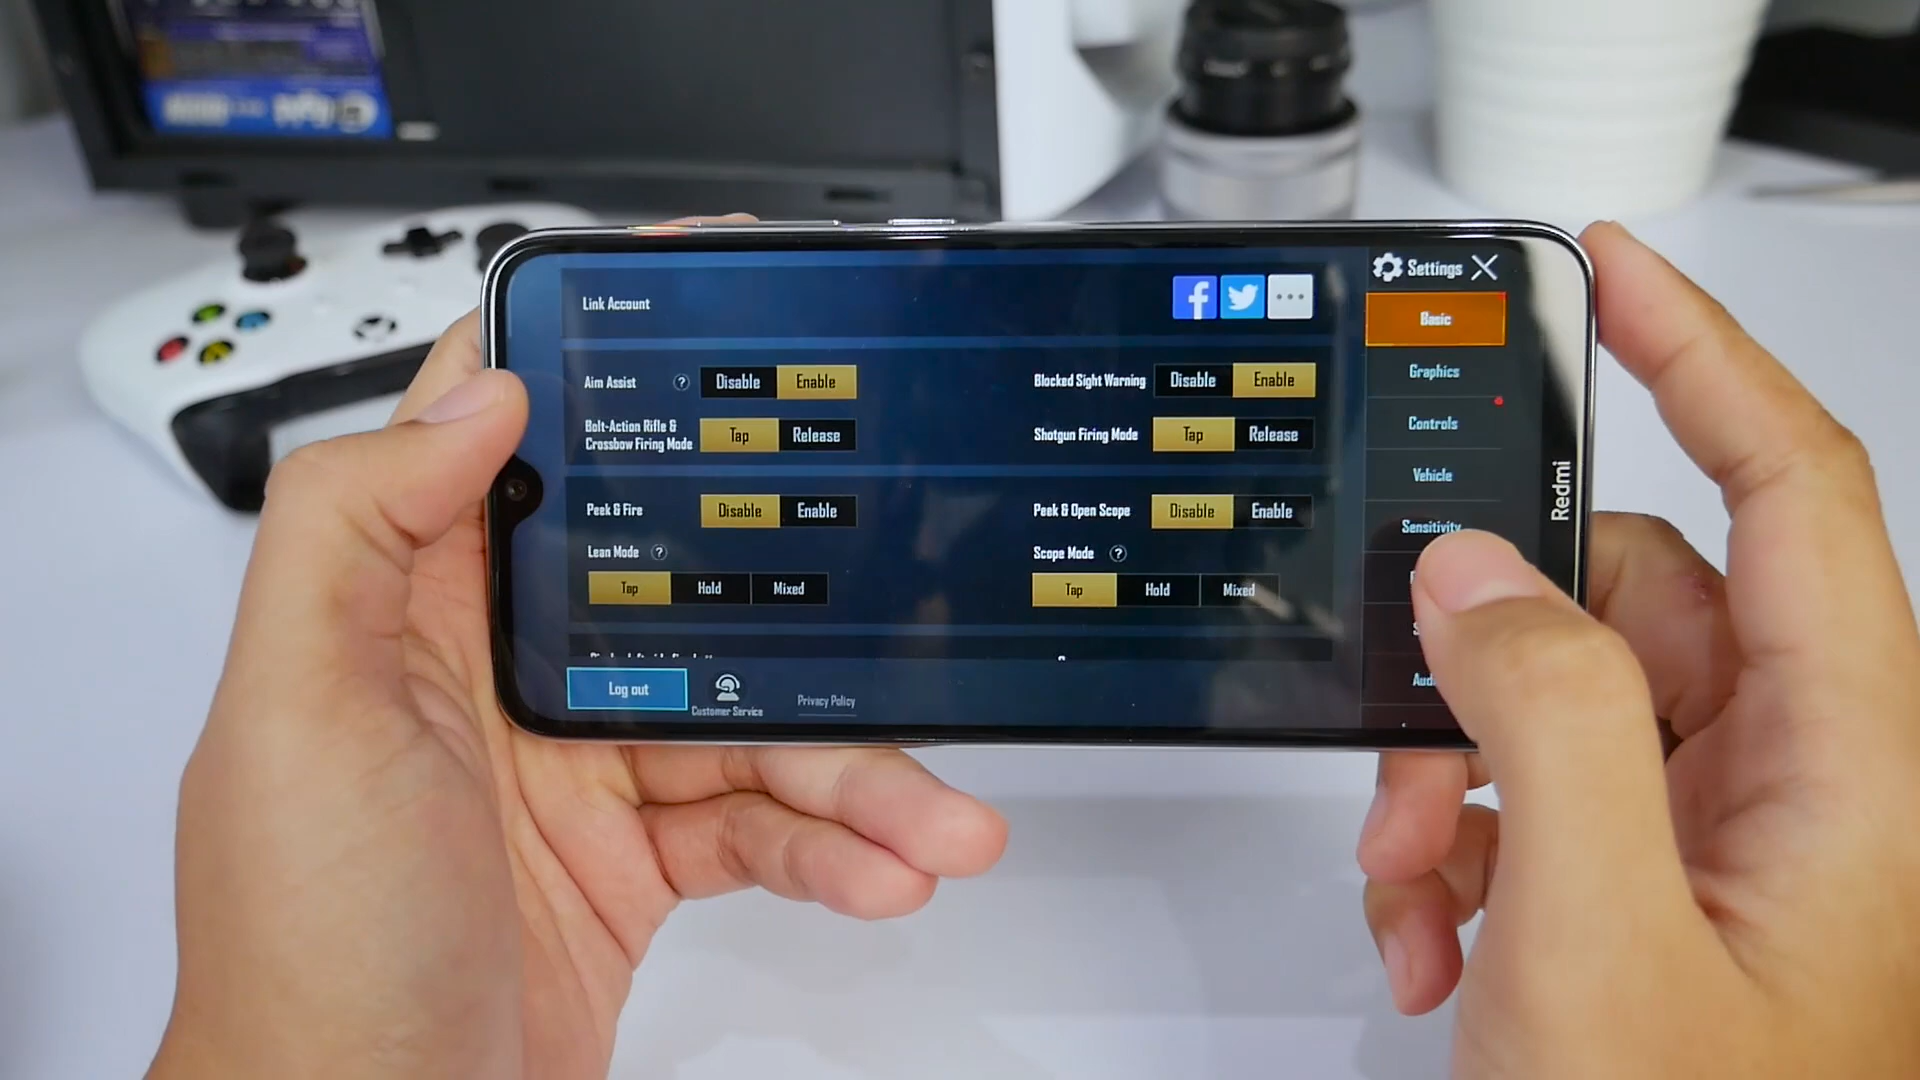 Link Account
Settings
Basic
Aim Assist ? Disable Enable
Blocked Sight Warning Disable Enable
Graphics
Bolt-Action Rifle &
Crossbow Firing Mode
Tap Release
Shotgun Firing Mode Tap Release
Controls
Vehicle
Peek & Fire Disable Enable
Peek & Open Scope Disable Enable
Sensitivity
Lean Mode ?
Scope Mode ?
Tap Hold Mixed
Tap Hold Mixed
Log out
Customer Service
Privacy Policy
Redmi